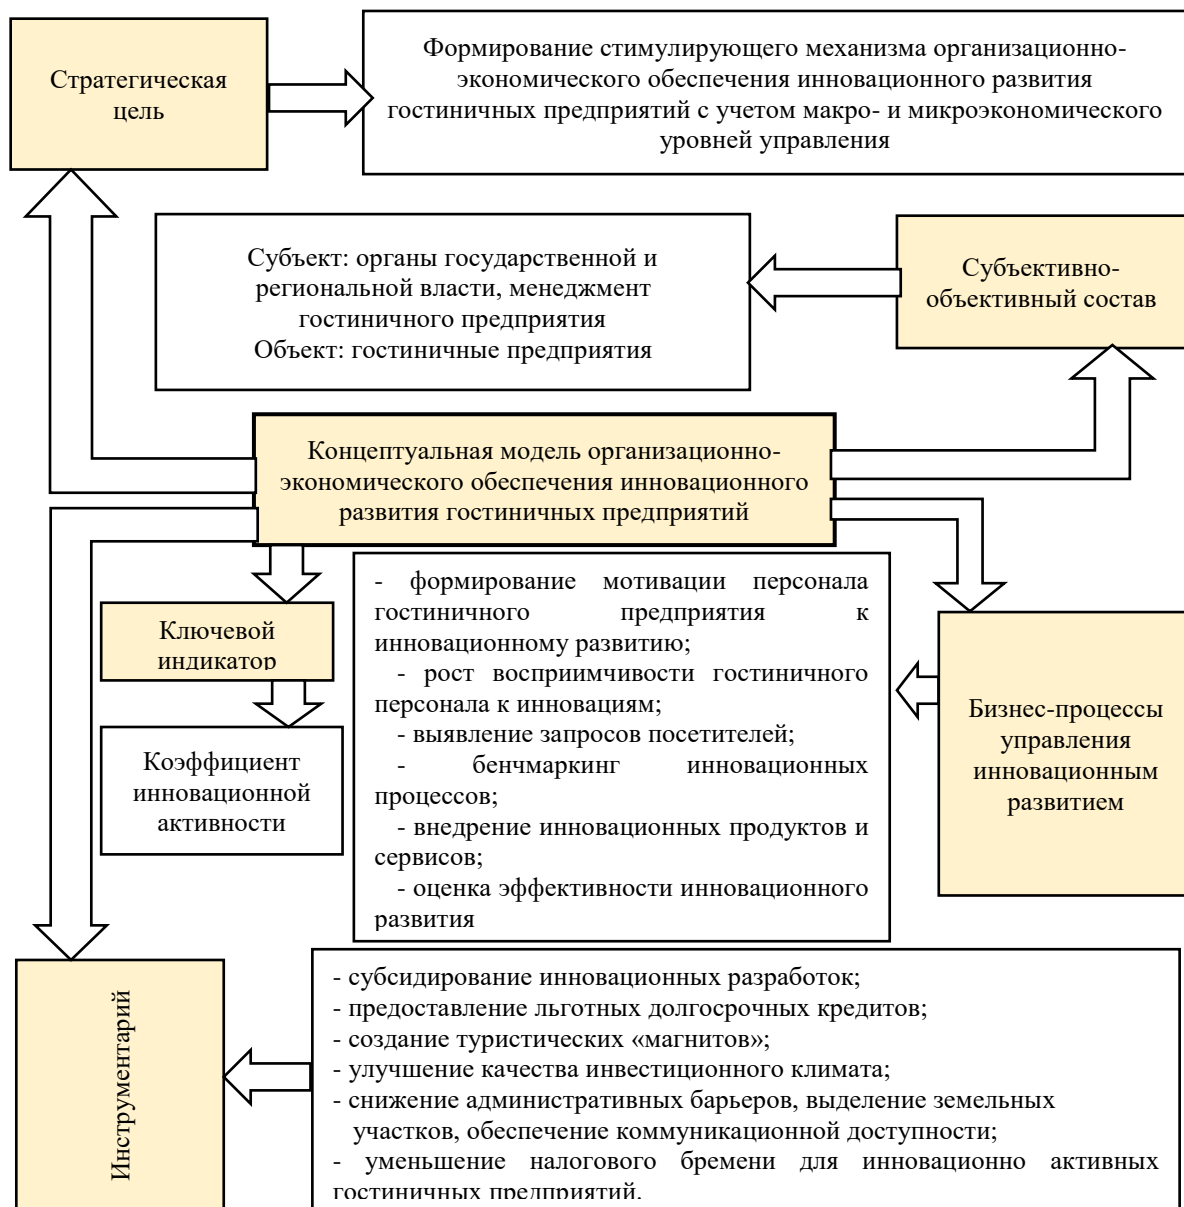 Стратегическая
цель
Формирование стимулирующего механизма организационно-
экономического обеспечения инновационного развития
гостиничных предприятий с учетом макро- и микроэкономического
уровней управления
Субъект: органы государственной и
региональной власти, менеджмент
гостиничного предприятия
Объект: гостиничные предприятия
Субъективно-
объективный состав
Концептуальная модель организационно-
экономического обеспечения инновационного
развития гостиничных предприятий
Ключевой
индикатор
Коэффициент
инновационной
активности
- формирование мотивации персонала
гостиничного предприятия к
инновационному развитию;
- рост восприимчивости гостиничного
персонала к инновациям;
- выявление запросов посетителей;
- бенчмаркинг инновационных
процессов;
- внедрение инновационных продуктов и
сервисов;
- оценка эффективности инновационного
развития
Бизнес-процессы
управления
инновационным
развитием
Инструментарий
- субсидирование инновационных разработок;
- предоставление льготных долгосрочных кредитов;
- создание туристических «магнитов»;
- улучшение качества инвестиционного климата;
- снижение административных барьеров, выделение земельных
участков, обеспечение коммуникационной доступности;
- уменьшение налогового бремени для инновационно активных
гостиничных предприятий.